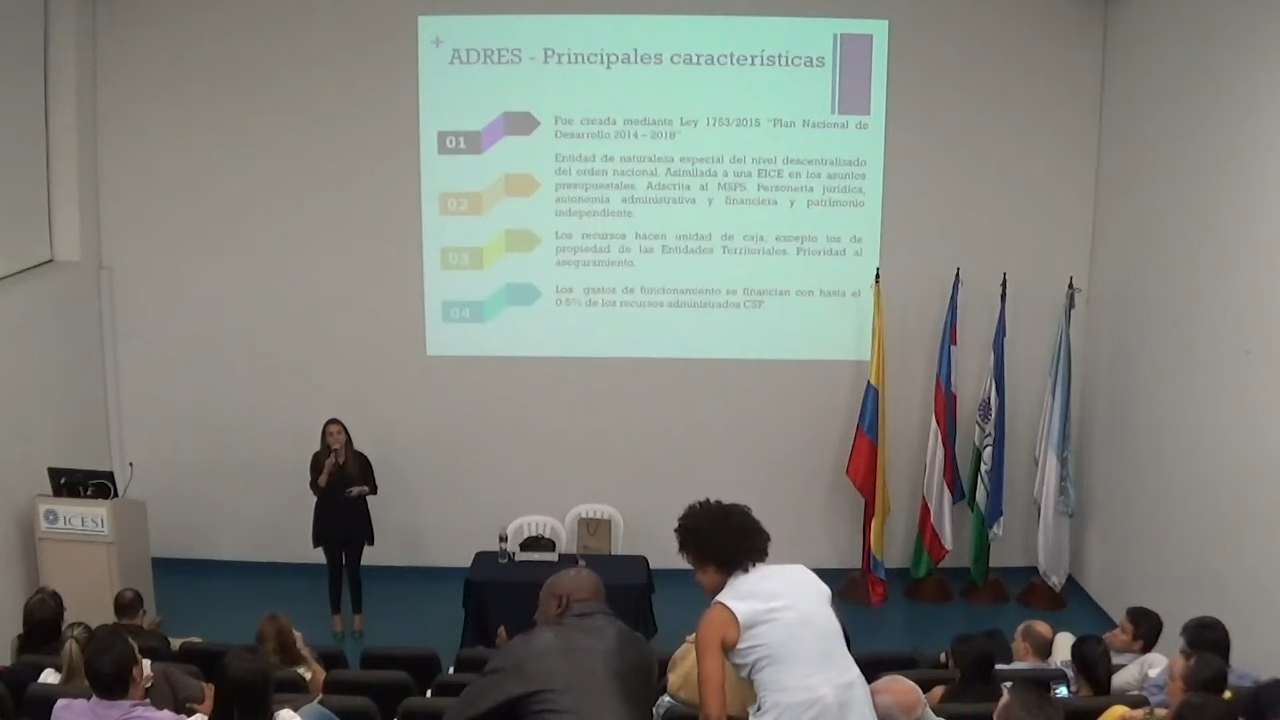 +
ADRES - Principales características
01
Fue creada mediante Ley 1753/2015 "Plan Nacional de
Desarrollo 2014 – 2018"
02
Entidad de naturaleza especial del nivel descentralizado
del orden nacional. Asimilada a una EICE en los asuntos
presupuestales. Adscrita al MSPS. Personería jurídica,
autonomía administrativa y financiera y patrimonio
independiente.
03
Los recursos hacen unidad de caja, excepto los de
propiedad de las Entidades Territoriales. Prioridad al
aseguramiento.
04
Los gastos de funcionamiento se financian con hasta el
0.5% de los recursos administrados CSF.
ICESI